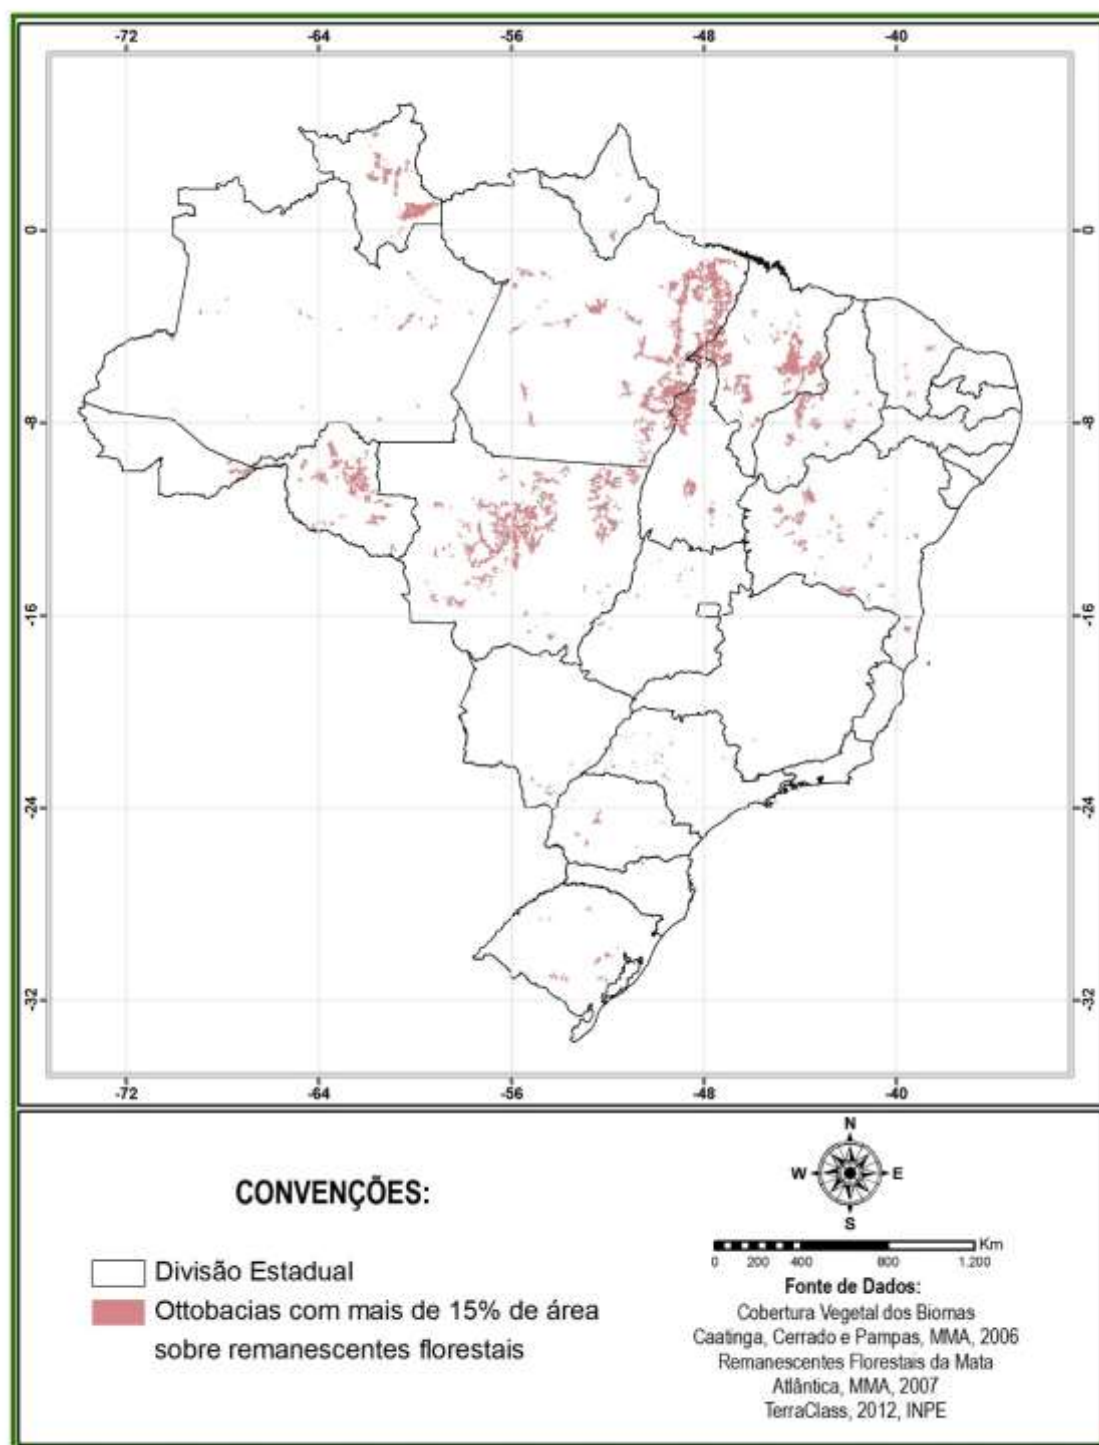 -72 -64 -56 -48 -40
0 0
-8 -8
-16 -16
-24 -24
-32 -32
-72 -64 -56 -48 -40
CONVENÇÕES:
Divisão Estadual
Ottobacias com mais de 15% de área
sobre remanescentes florestais
N
W E
S
Km
0 200 400 800 1.200
Fonte de Dados:
Cobertura Vegetal dos Biomas
Caatinga, Cerrado e Pampas, MMA, 2006
Remanescentes Florestais da Mata
Atlântica, MMA, 2007
TerraClass, 2012, INPE